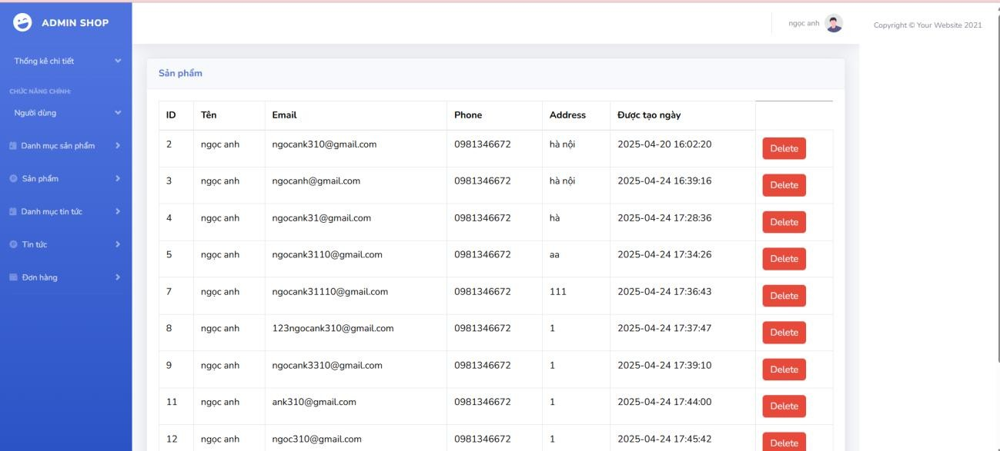 ADMIN SHOP
ngọc anh
Copyright © Your Website 2021
Thống kê chi tiết
CHỨC NĂNG CHÍNH:
Người dùng
Danh mục sản phẩm
Sản phẩm
Danh mục tin tức
Tin tức
Đơn hàng
Sản phẩm
ID Tên Email Phone Address Được tạo ngày
2 ngọc anh ngocank310@gmail.com 0981346672 hà nội 2025-04-20 16:02:20 Delete
3 ngọc anh ngocanh@gmail.com 0981346672 hà nội 2025-04-24 16:39:16 Delete
4 ngọc anh ngocank31@gmail.com 0981346672 hà 2025-04-24 17:28:36 Delete
5 ngọc anh ngocank3110@gmail.com 0981346672 aa 2025-04-24 17:34:26 Delete
7 ngọc anh ngocank31110@gmail.com 0981346672 111 2025-04-24 17:36:43 Delete
8 ngọc anh 123ngocank310@gmail.com 0981346672 1 2025-04-24 17:37:47 Delete
9 ngọc anh ngocank3310@gmail.com 0981346672 1 2025-04-24 17:39:10 Delete
11 ngọc anh ank310@gmail.com 0981346672 1 2025-04-24 17:44:00 Delete
12 ngọc anh ngoc310@gmail.com 0981346672 1 2025-04-24 17:45:42 Delete